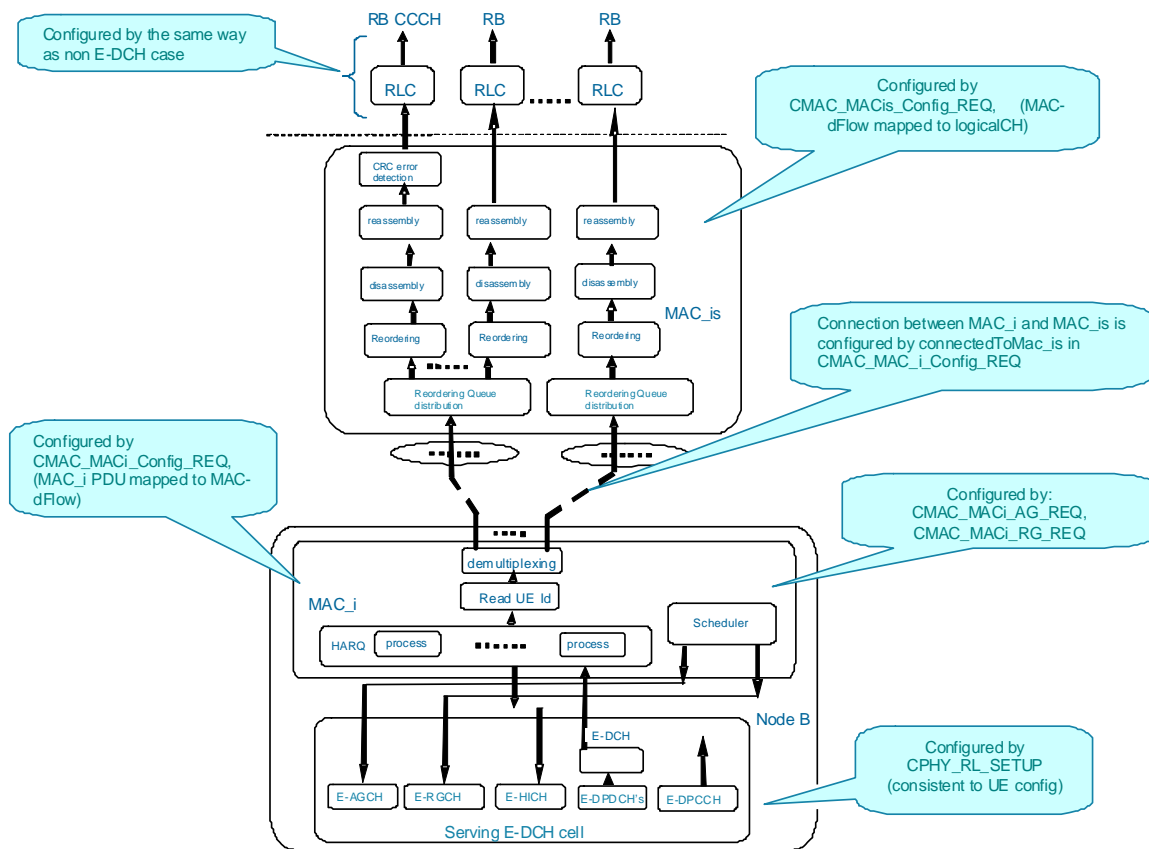 RB CCCH
RB
RB
Configured by the same way
as non E-DCH case
RLC
RLC
RLC
Configured by
CMAC_MACis_Config_REQ, (MAC-
dFlow mapped to logicalCH)
CRC error
detection
reassembly
reassembly
reassembly
disassembly
disassembly
disassembly
MAC_is
Reordering
Reordering
Reordering
Connection between MAC_i and MAC_is is
configured by connectedToMac_is in
CMAC_MAC_i_Config_REQ
Reordering Queue
distribution
Reordering Queue
distribution
Configured by
CMAC_MACi_Config_REQ,
(MAC_i PDU mapped to MAC-
dFlow)
Configured by:
CMAC_MACi_AG_REQ,
CMAC_MACi_RG_REQ
demultiplexing
Read UE Id
MAC_i
Scheduler
HARQ
process
process
Node B
E-DCH
Configured by
CPHY_RL_SETUP
(consistent to UE config)
E-AGCH
E-RGCH
E-HICH
E-DPDCH's
E-DPCCH
Serving E-DCH cell